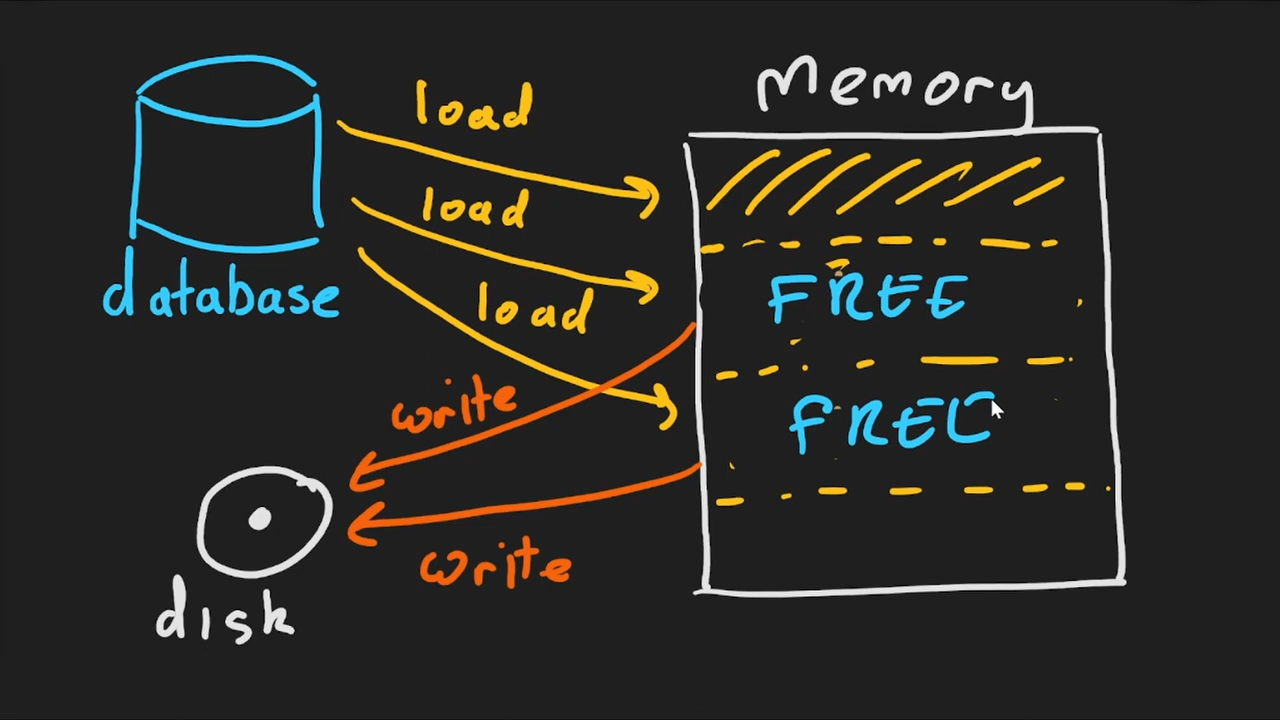 Memory
load
load
load
database
FREE
FREE
write
write
disk